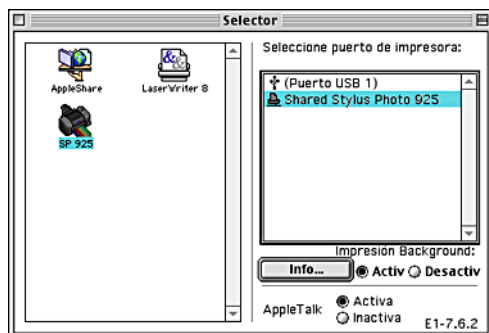 Selector
AppleShare
LaserWriter 8
SP 925
Seleccione puerto de impresora:
(Puerto USB 1)
Shared Stylus Photo 925
Impresión Background:
Info...
Activ
Desactiv
AppleTalk
Activa
Inactiva
E1-7.6.2